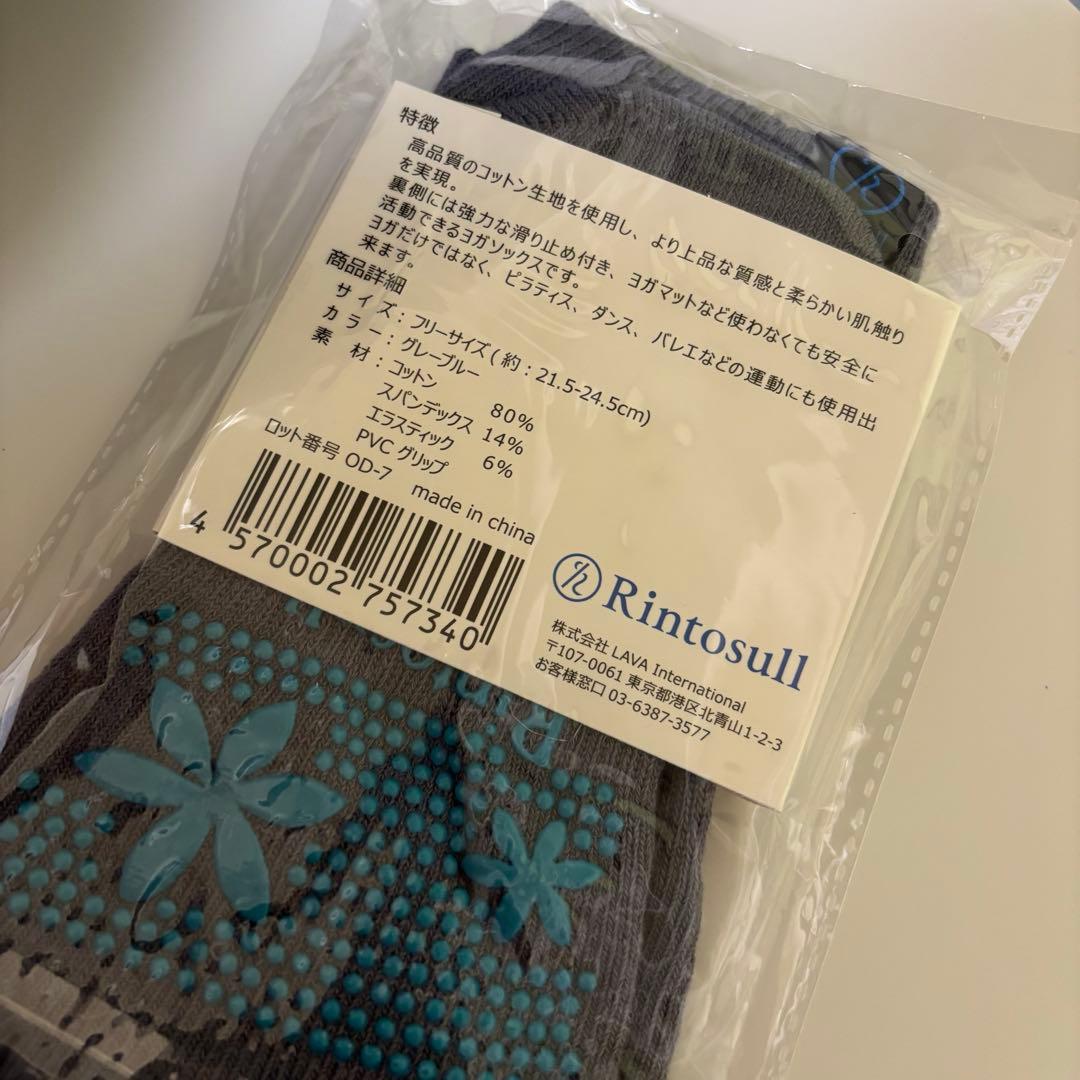 特徴
高品質のコットン生地を使用し、より上品な質感と柔らかい肌触り
を実現。
裏側には強力な滑り止め付き、ヨガマットなど使わなくても安全に
活動できるヨガソックスです。
ヨガだけではなく、ピラティス、ダンス、バレエなどの運動にも使用出
来ます。
商品詳細
サイズ：フリーサイズ(約：21.5-24.5cm)
カラー：グレーブルー
素 材：コットン 80%
スパンデックス 14%
エラスティック 6%
PVC グリップ
ロット番号 OD-7 made in china
4 570002 757340
Rintosull
株式会社 LAVA International
〒107-0061 東京都港区北青山1-2-3
お客様窓口 03-6387-3577